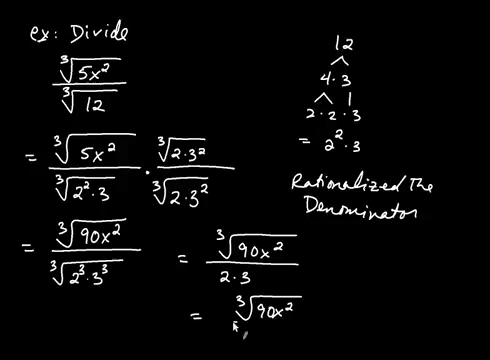 ex: Divide
∛(5x²) / ∛(12)
= ∛(5x²) / ∛(2²·3) · ∛(2·3²) / ∛(2·3²)
= ∛(90x²) / ∛(2³·3³)
= ∛(90x²) / 2·3
= ∛(90x²)
12
4·3
2·2·3
= 2²·3
Rationalized The
Denominator